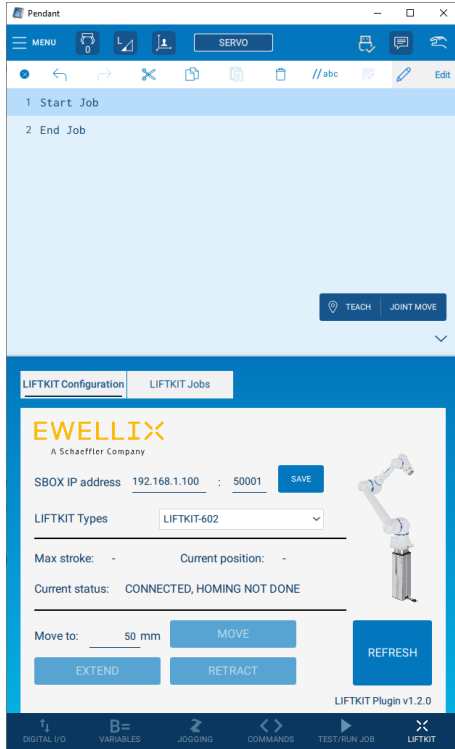 Pendant
MENU 0 L SERVO
//abc Edit
1 Start Job
2 End Job
TEACH JOINT MOVE
LIFTKIT Configuration LIFTKIT Jobs
EWELLIX
A Schaeffler Company
SBOX IP address 192.168.1.100 : 50001 SAVE
LIFTKIT Types LIFTKIT-602
Max stroke: - Current position: -
Current status: CONNECTED, HOMING NOT DONE
Move to: 50 mm MOVE
EXTEND RETRACT REFRESH
LIFTKIT Plugin v1.2.0
DIGITAL I/O VARIABLES JOGGING COMMANDS TEST/RUN JOB LIFTKIT